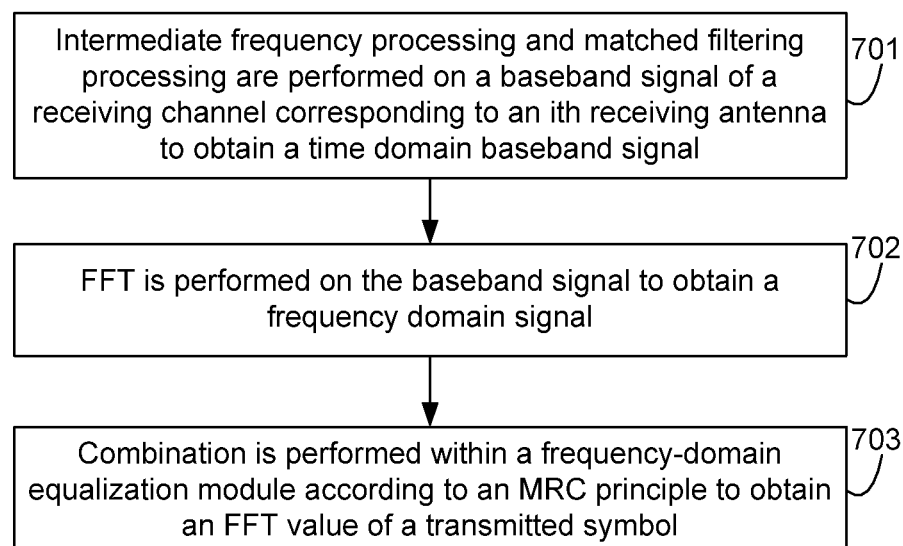 Intermediate frequency processing and matched filtering
processing are performed on a baseband signal of a
receiving channel corresponding to an ith receiving antenna
to obtain a time domain baseband signal
701
FFT is performed on the baseband signal to obtain a
frequency domain signal
702
Combination is performed within a frequency-domain
equalization module according to an MRC principle to obtain
an FFT value of a transmitted symbol
703